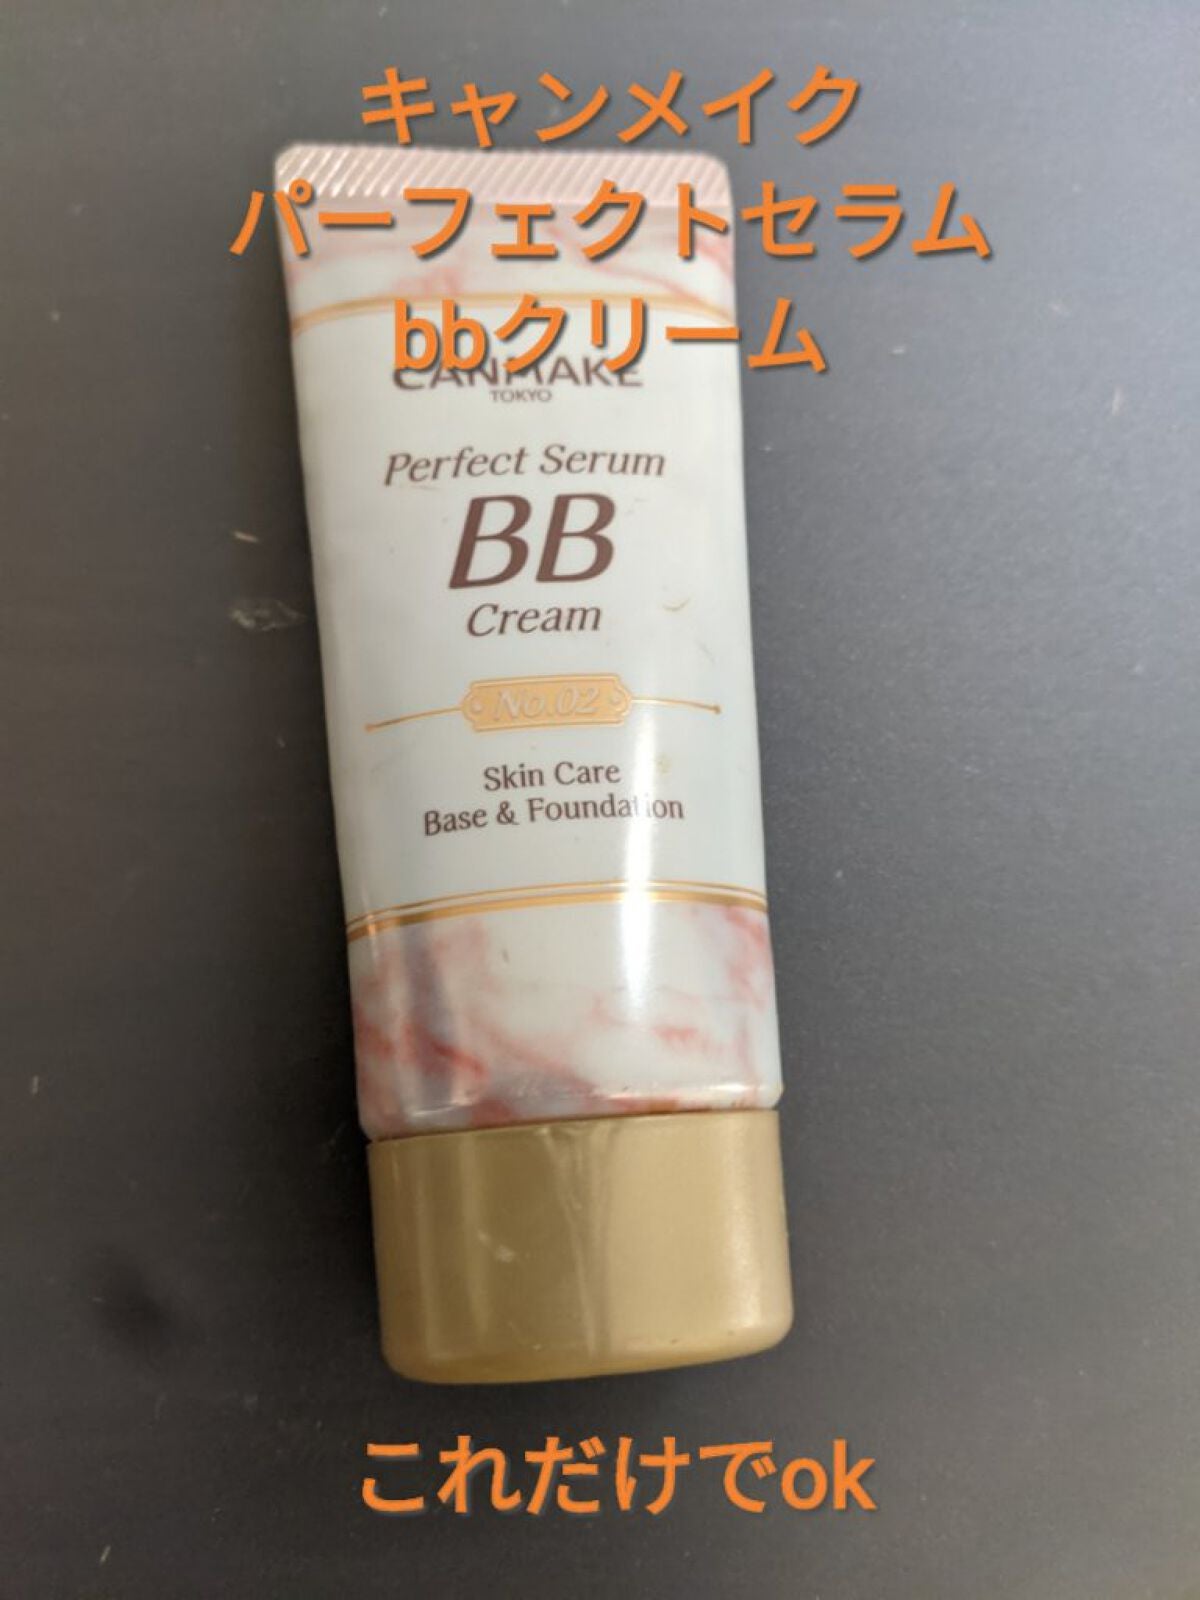 キャンメイク
パーフェクトセラム
bbクリーム
CANMAKE
TOKYO
Perfect Serum
BB
Cream
No.02
Skin Care
Base & Foundation
これだけでok